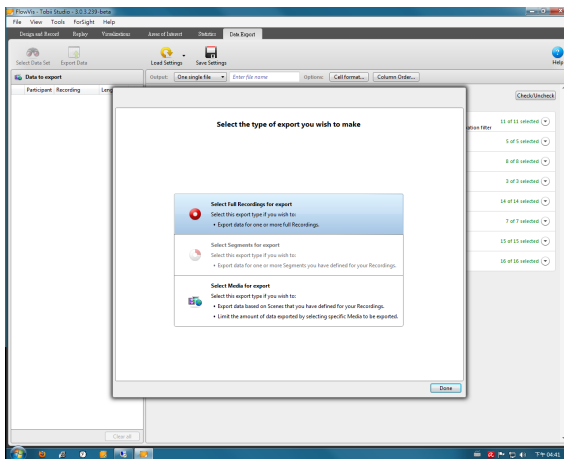 FlowVis - Tobii Studio - 3.0.3.239-beta
File View Tools ForSight Help
Design and Record Replay Visualizations Areas of Interest Statistics Data Export
Select Data Set Export Data Load Settings Save Settings Help
Data to export Output: One single file Enter file name Options: Cell format... Column Order...
Participant Recording Leng
Check/Uncheck
Select the type of export you wish to make
11 of 11 selected
ation filter
5 of 5 selected
8 of 8 selected
3 of 3 selected
14 of 14 selected
7 of 7 selected
15 of 15 selected
16 of 16 selected
Select Full Recordings for export
Select this export type if you wish to:
• Export data for one or more full Recordings.
Select Segments for export
Select this export type if you wish to:
• Export data for one or more Segments you have defined for your Recordings.
Select Media for export
Select this export type if you wish to:
• Export data based on Scenes that you have defined for your Recordings.
• Limit the amount of data exported by selecting specific Media to be exported.
Done
Clear all
下午 04:41